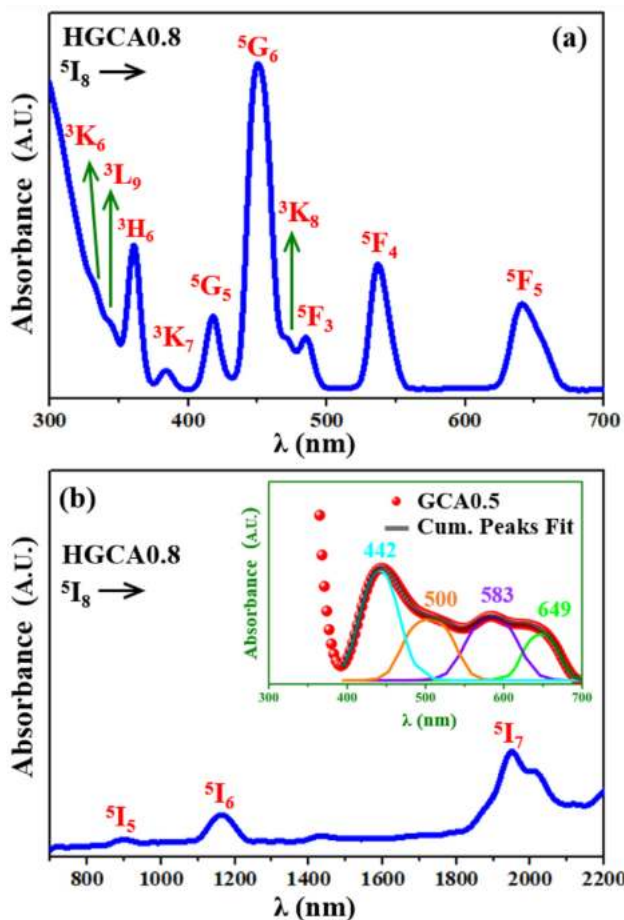 HGCA0.8
⁵I₈ →
(a)
⁵G₆
³K₆
³L₉
³H₆
³K₇
⁵G₅
³K₈
⁵F₃
⁵F₄
⁵F₅
Absorbance (A.U.)
300 400 500 600 700
λ (nm)
(b)
HGCA0.8
⁵I₈ →
GCA0.5
Cum. Peaks Fit
442
500
583
649
Absorbance (A.U.)
300 400 500 600 700
λ (nm)
⁵I₅
⁵I₆
⁵I₇
Absorbance (A.U.)
800 1000 1200 1400 1600 1800 2000 2200
λ (nm)